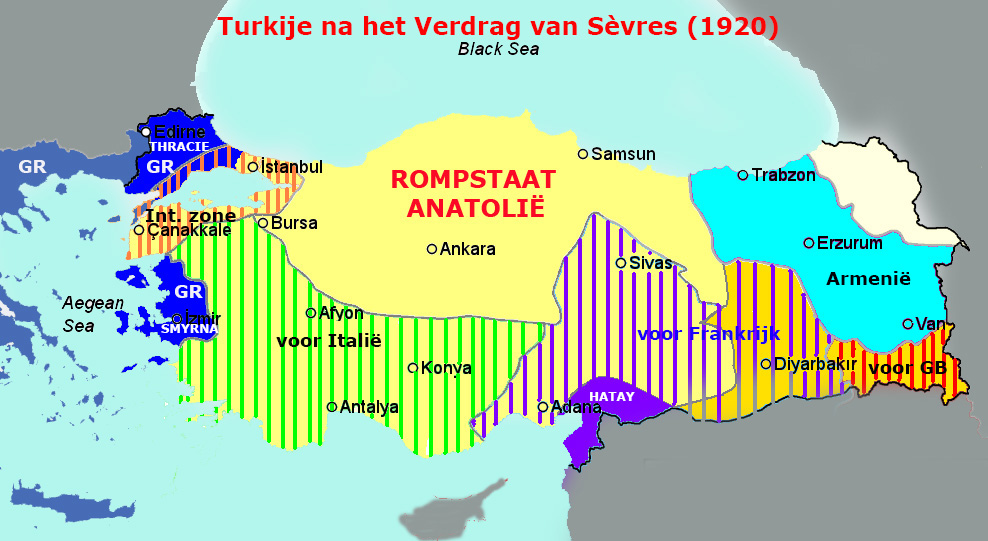 Turkije na het Verdrag van Sèvres (1920)
Black Sea
Edirne
THRACIE
GR
GR
İstanbul
Samsun
Trabzon
ROMPSTAAT
ANATOLIË
Int. zone
Çanakkale
Bursa
Ankara
Sivas
Erzurum
Armenië
Aegean
Sea
GR
İzmir
SMYRNA
Afyon
voor Italië
voor Frankrijk
Van
Konya
Diyarbakır
voor GB
Antalya
Adana
HATAY